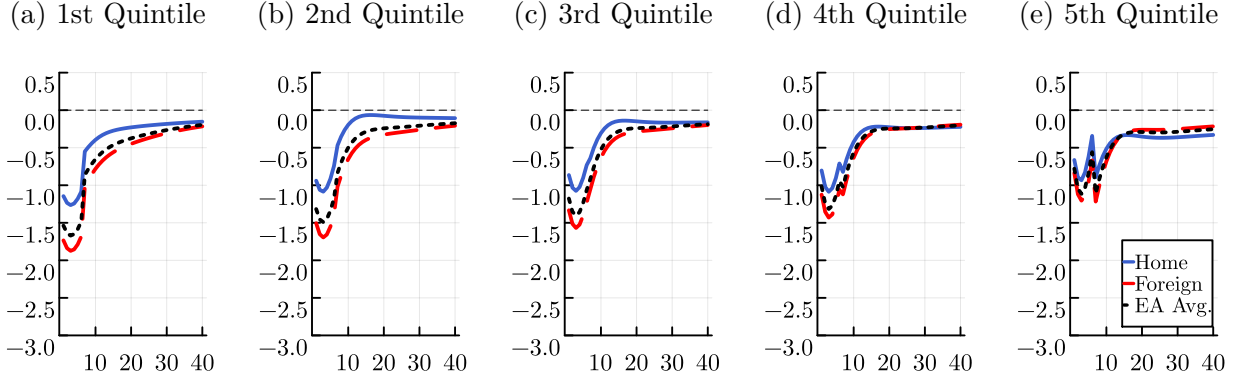 (a) 1st Quintile (b) 2nd Quintile (c) 3rd Quintile (d) 4th Quintile (e) 5th Quintile
0.5 0.5 0.5 0.5 0.5
0.0 0.0 0.0 0.0 0.0
−0.5 −0.5 −0.5 −0.5 −0.5
−1.0 −1.0 −1.0 −1.0 −1.0
−1.5 −1.5 −1.5 −1.5 −1.5
−2.0 −2.0 −2.0 −2.0 −2.0
−2.5 −2.5 −2.5 −2.5 −2.5
−3.0 −3.0 −3.0 −3.0 −3.0
10 20 30 40 10 20 30 40 10 20 30 40 10 20 30 40 10 20 30 40
Home
Foreign
EA Avg.